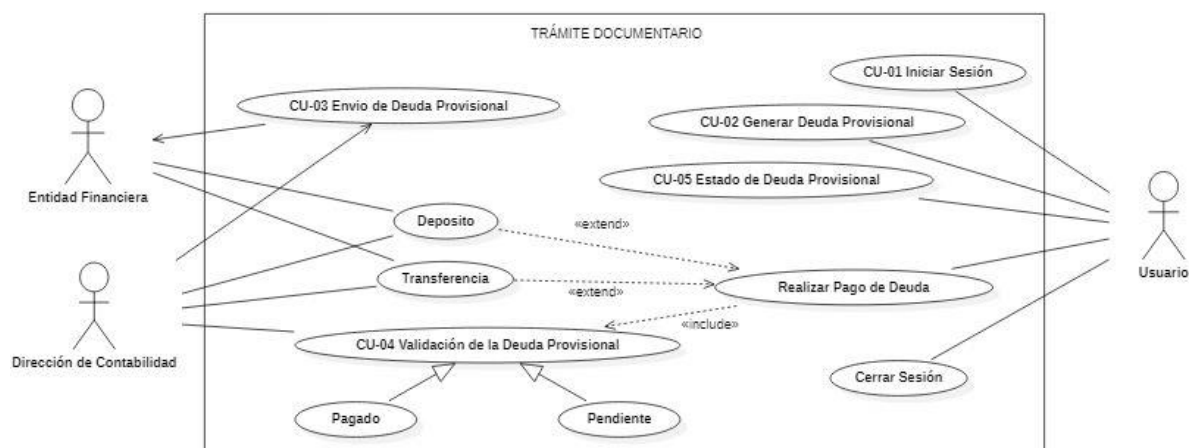 TRÁMITE DOCUMENTARIO
CU-01 Iniciar Sesión
CU-03 Envio de Deuda Provisional
CU-02 Generar Deuda Provisional
CU-05 Estado de Deuda Provisional
Entidad Financiera
Deposito
«extend»
Transferencia
«extend»
Realizar Pago de Deuda
Usuario
«include»
CU-04 Validación de la Deuda Provisional
Dirección de Contabilidad
Cerrar Sesión
Pagado
Pendiente